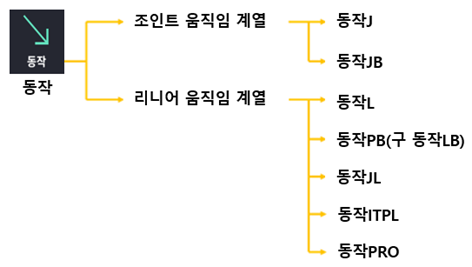 동작
동작
조인트 움직임 계열
동작J
동작JB
리니어 움직임 계열
동작L
동작PB(구 동작LB)
동작JL
동작ITPL
동작PRO